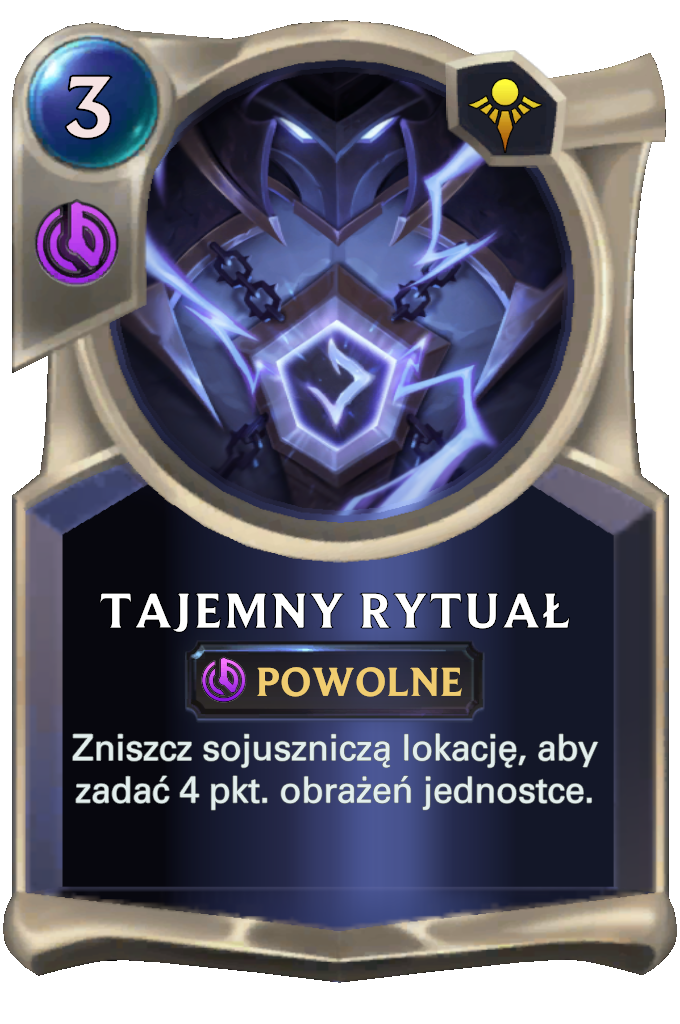 3
TAJEMNY RYTUAŁ
POWOLNE
Zniszcz sojuszniczą lokację, aby
zadać 4 pkt. obrażeń jednostce.